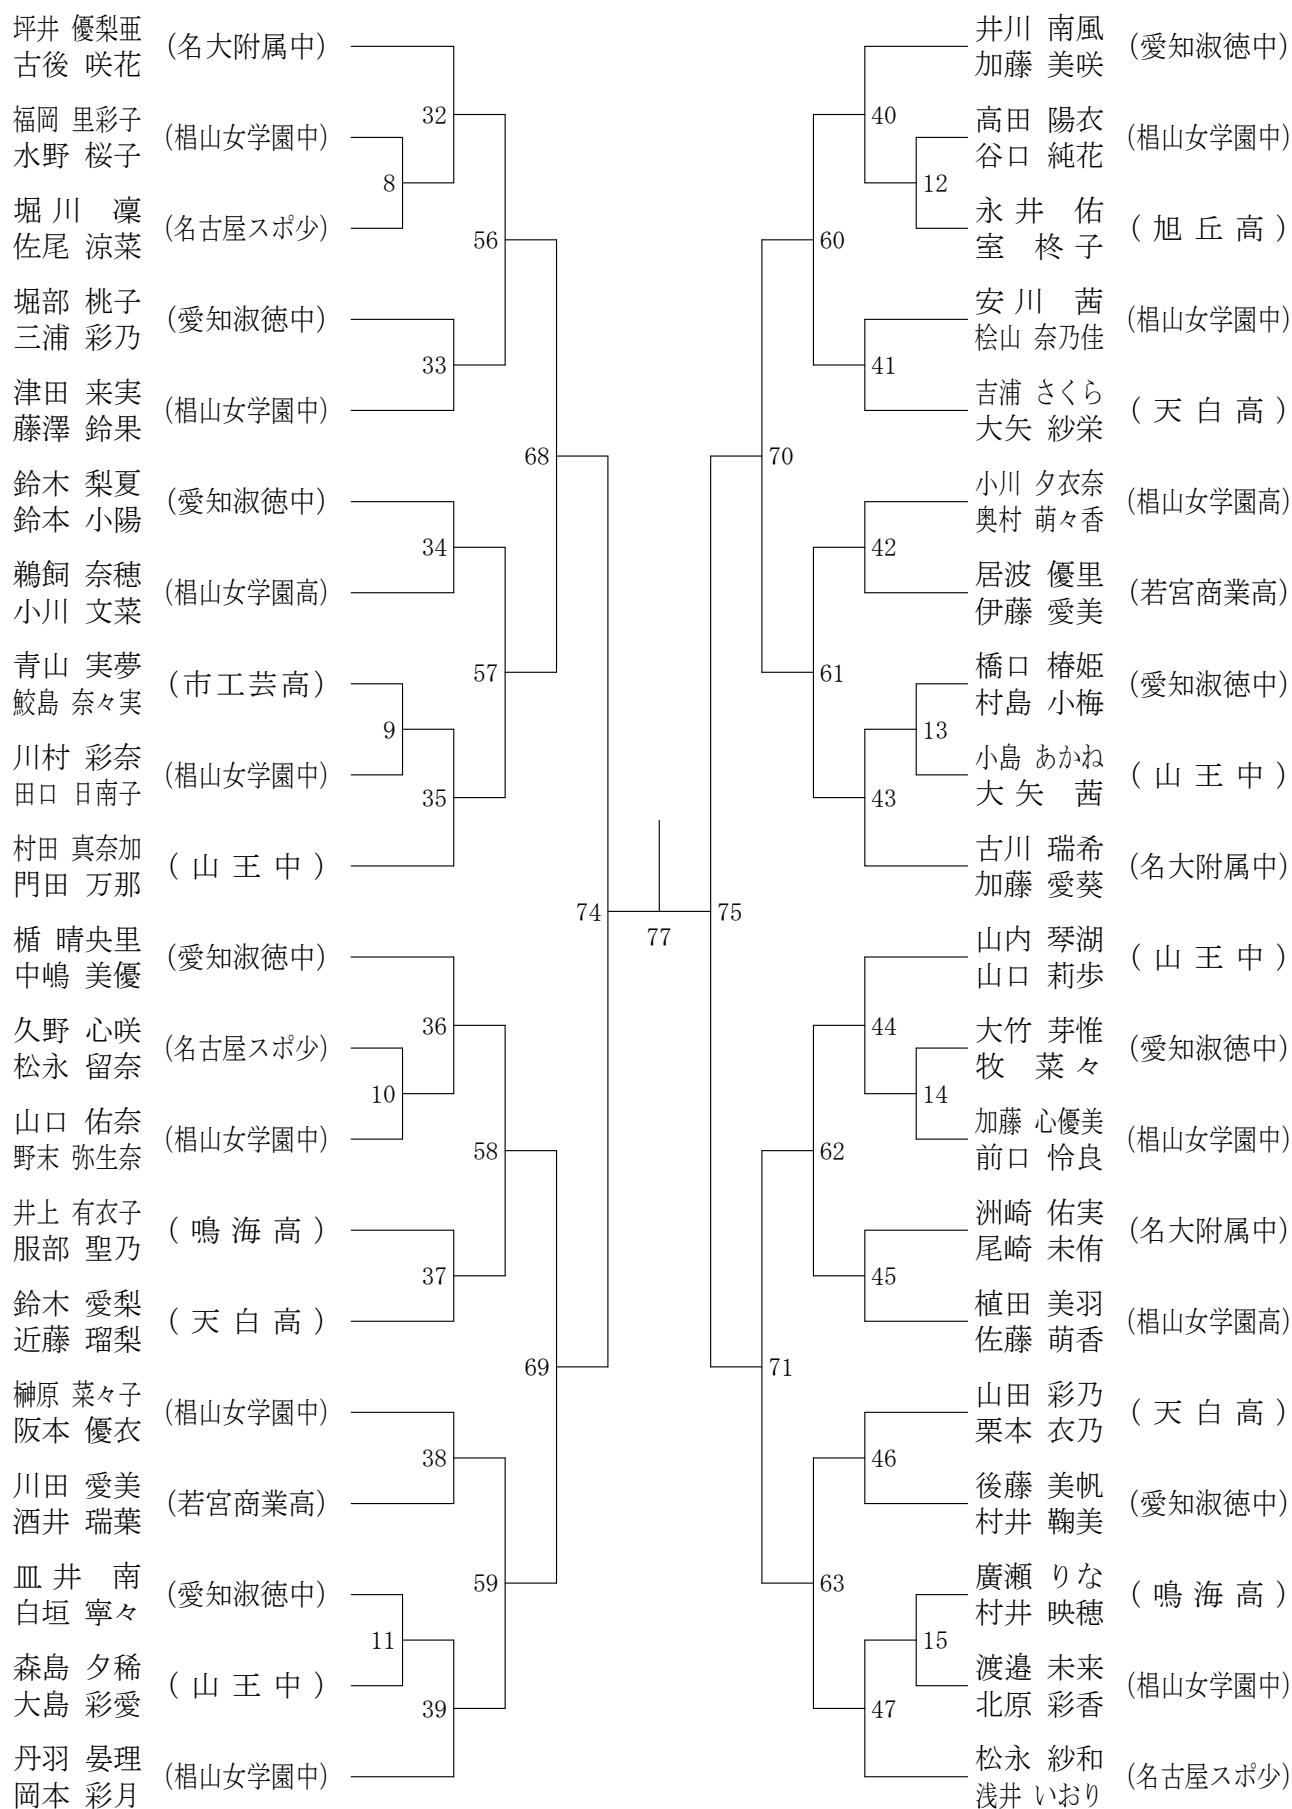 坪井 優梨亜
古後 咲花
(名大附属中)
福岡 里彩子
水野 桜子
(椙山女学園中)
堀川 凜
佐尾 涼菜
(名古屋スポ少)
堀部 桃子
三浦 彩乃
(愛知淑徳中)
津田 来実
藤澤 鈴果
(椙山女学園中)
鈴木 梨夏
鈴本 小陽
(愛知淑徳中)
鵜飼 奈穂
小川 文菜
(椙山女学園高)
青山 実夢
鮫島 奈々実
(市工芸高)
川村 彩奈
田口 日南子
(椙山女学園中)
村田 真奈加
門田 万那
(山王中)
楯 晴央里
中嶋 美優
(愛知淑徳中)
久野 心咲
松永 留奈
(名古屋スポ少)
山口 佑奈
野末 弥生奈
(椙山女学園中)
井上 有衣子
服部 聖乃
(鳴海高)
鈴木 愛梨
近藤 瑠梨
(天白高)
榊原 菜々子
阪本 優衣
(椙山女学園中)
川田 愛美
酒井 瑞葉
(若宮商業高)
皿井 南
白垣 寧々
(愛知淑徳中)
森島 夕稀
大島 彩愛
(山王中)
丹羽 晏理
岡本 彩月
(椙山女学園中)
32
8
56
33
68
34
57
9
35
74
36
10
58
37
69
38
59
11
39
77
75
40
12
60
41
70
42
61
13
43
44
14
62
45
71
46
63
15
47
井川 南風
加藤 美咲
(愛知淑徳中)
高田 陽衣
谷口 純花
(椙山女学園中)
永井 佑
室 柊子
(旭丘高)
安川 茜
桧山 奈乃佳
(椙山女学園中)
吉浦 さくら
大矢 紗栄
(天白高)
小川 夕衣奈
奥村 萌々香
(椙山女学園高)
居波 優里
伊藤 愛美
(若宮商業高)
橋口 椿姫
村島 小梅
(愛知淑徳中)
小島 あかね
大矢 茜
(山王中)
古川 瑞希
加藤 愛葵
(名大附属中)
山内 琴湖
山口 莉歩
(山王中)
大竹 芽惟
牧 菜々
(愛知淑徳中)
加藤 心優美
前口 怜良
(椙山女学園中)
洲崎 佑実
尾崎 未侑
(名大附属中)
植田 美羽
佐藤 萌香
(椙山女学園高)
山田 彩乃
栗本 衣乃
(天白高)
後藤 美帆
村井 鞠美
(愛知淑徳中)
廣瀬 りな
村井 映穂
(鳴海高)
渡邉 未来
北原 彩香
(椙山女学園中)
松永 紗和
浅井 いおり
(名古屋スポ少)